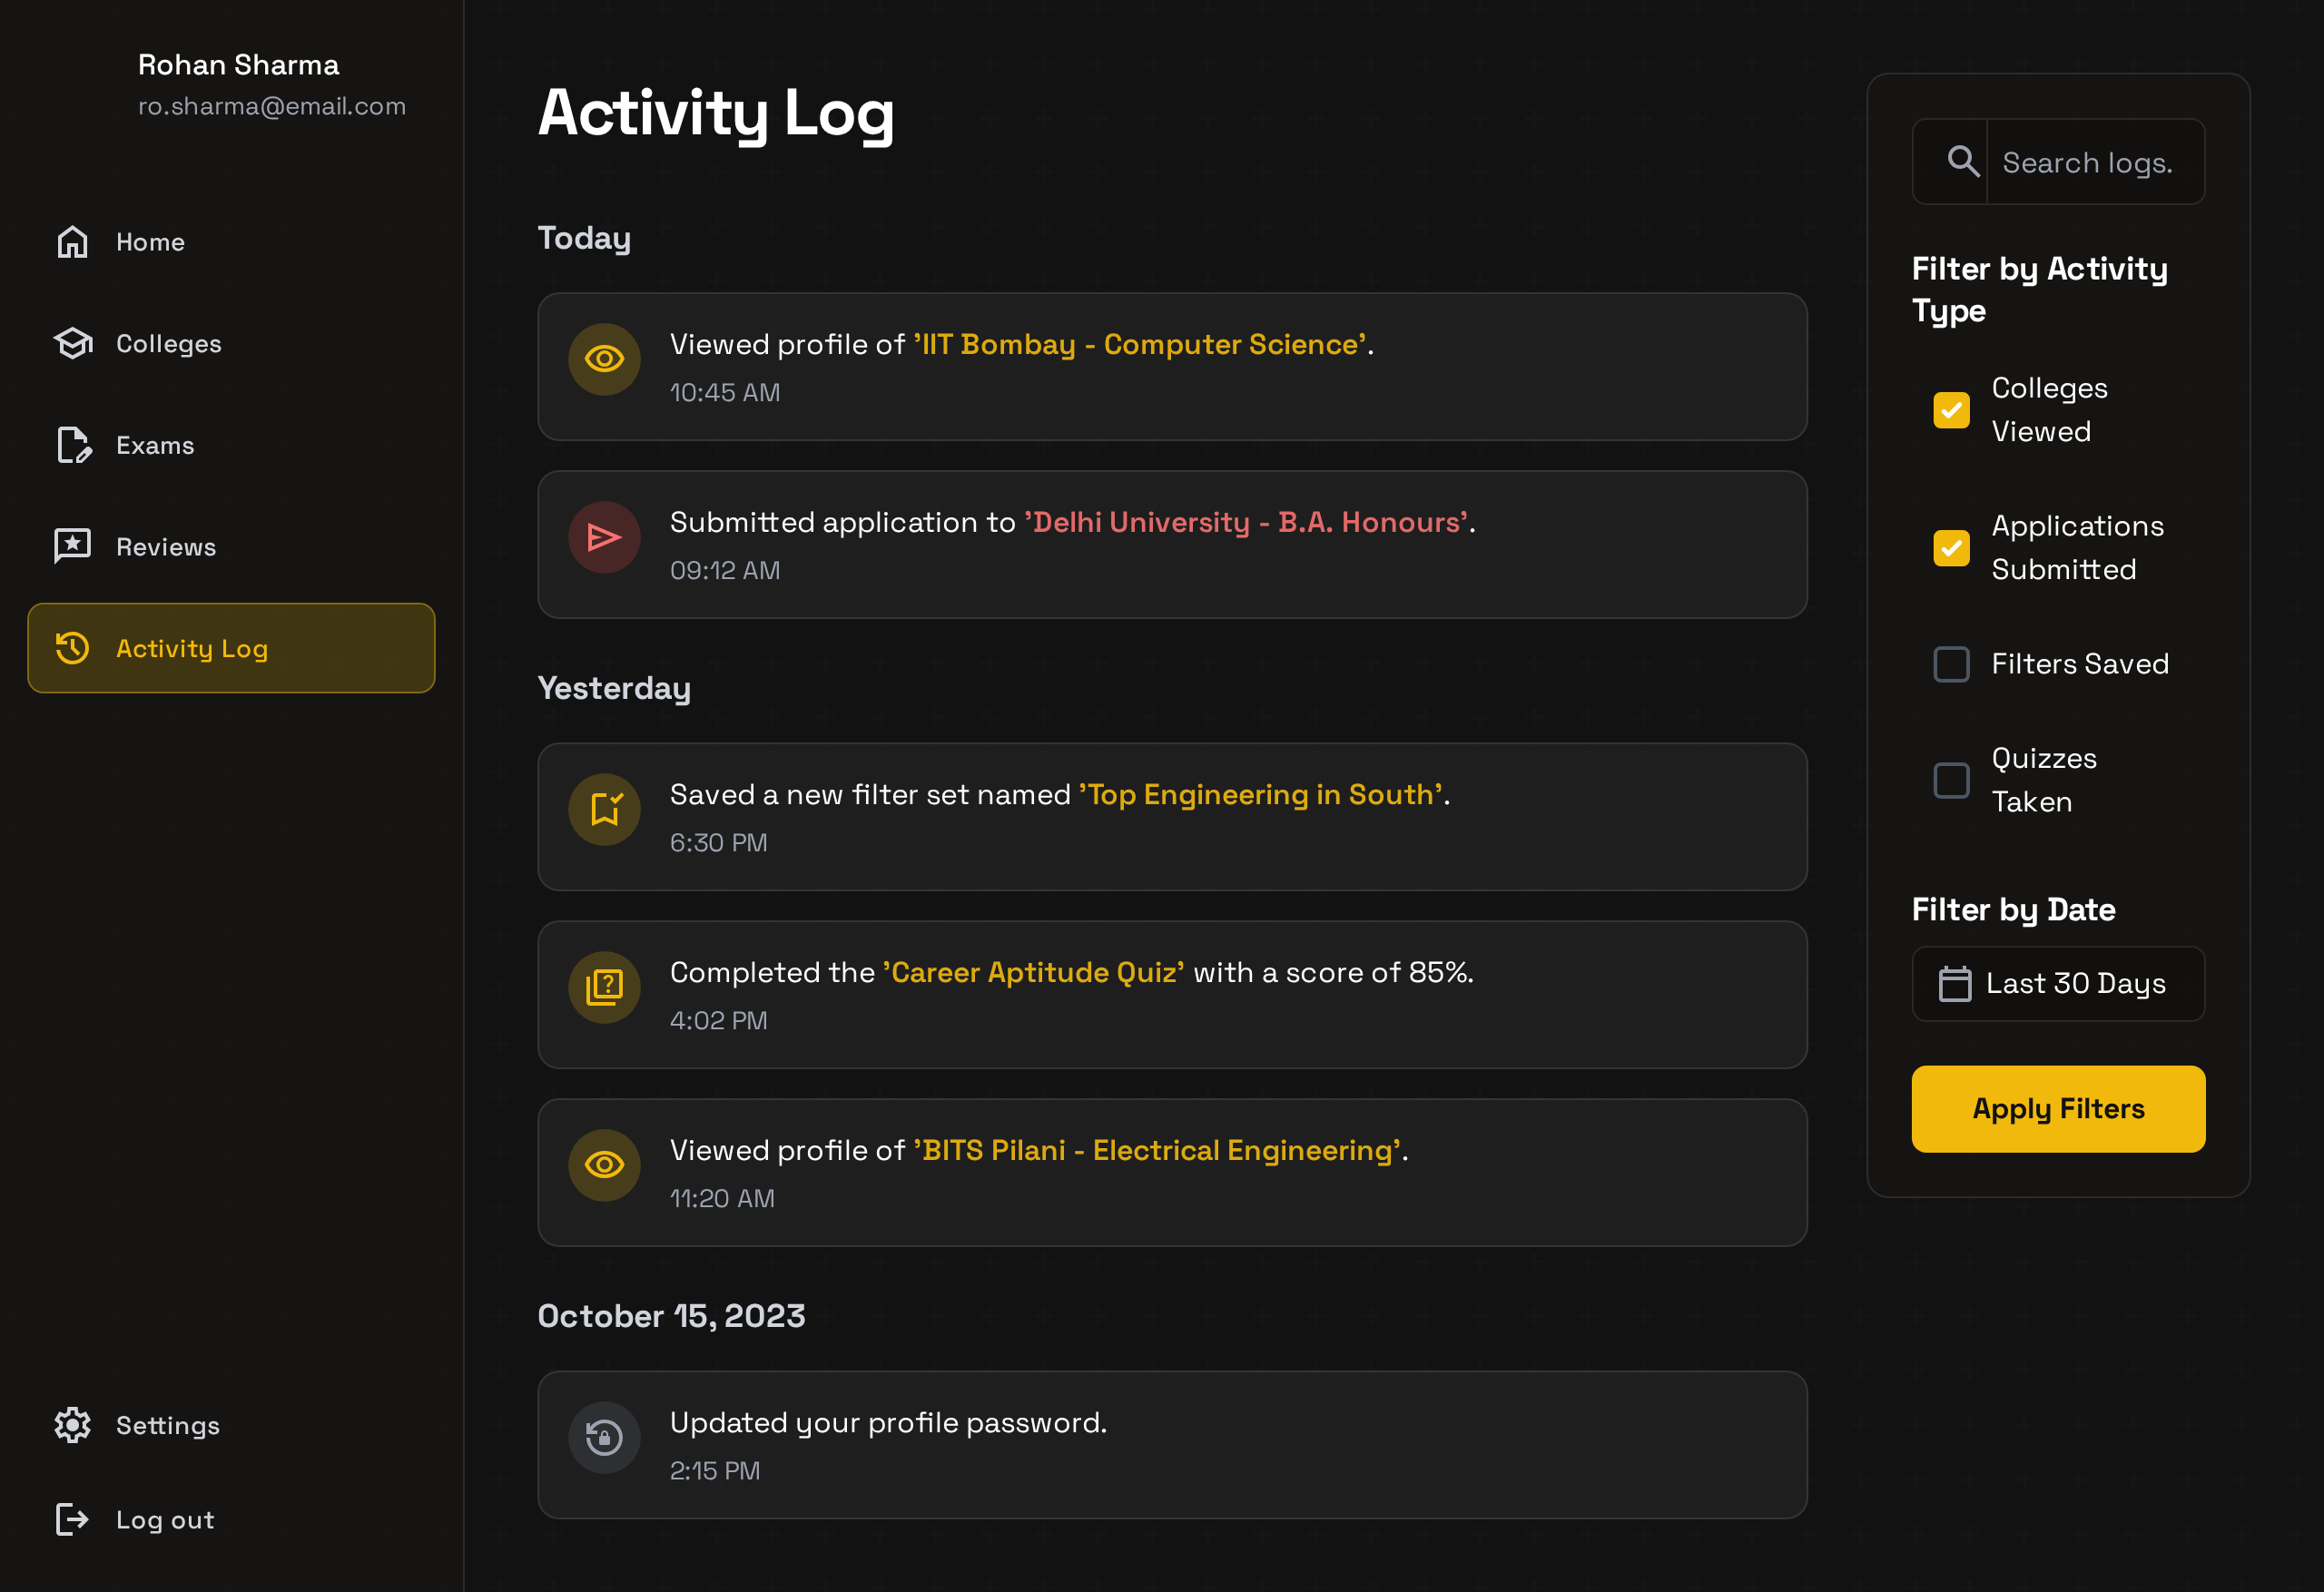 Rohan Sharma
ro.sharma@email.com
Home
Colleges
Exams
Reviews
Activity Log
Settings
Log out
Activity Log
Today
Viewed profile of 'IIT Bombay - Computer Science'.
10:45 AM
Submitted application to 'Delhi University - B.A. Honours'.
09:12 AM
Yesterday
Saved a new filter set named 'Top Engineering in South'.
6:30 PM
Completed the 'Career Aptitude Quiz' with a score of 85%.
4:02 PM
Viewed profile of 'BITS Pilani - Electrical Engineering'.
11:20 AM
October 15, 2023
Updated your profile password.
2:15 PM
Search logs.
Filter by Activity
Type
Colleges
Viewed
Applications
Submitted
Filters Saved
Quizzes
Taken
Filter by Date
Last 30 Days
Apply Filters